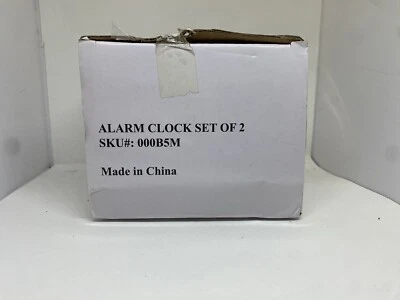 ALARM CLOCK SET OF 2
SKU#: 000B5M
Made in China